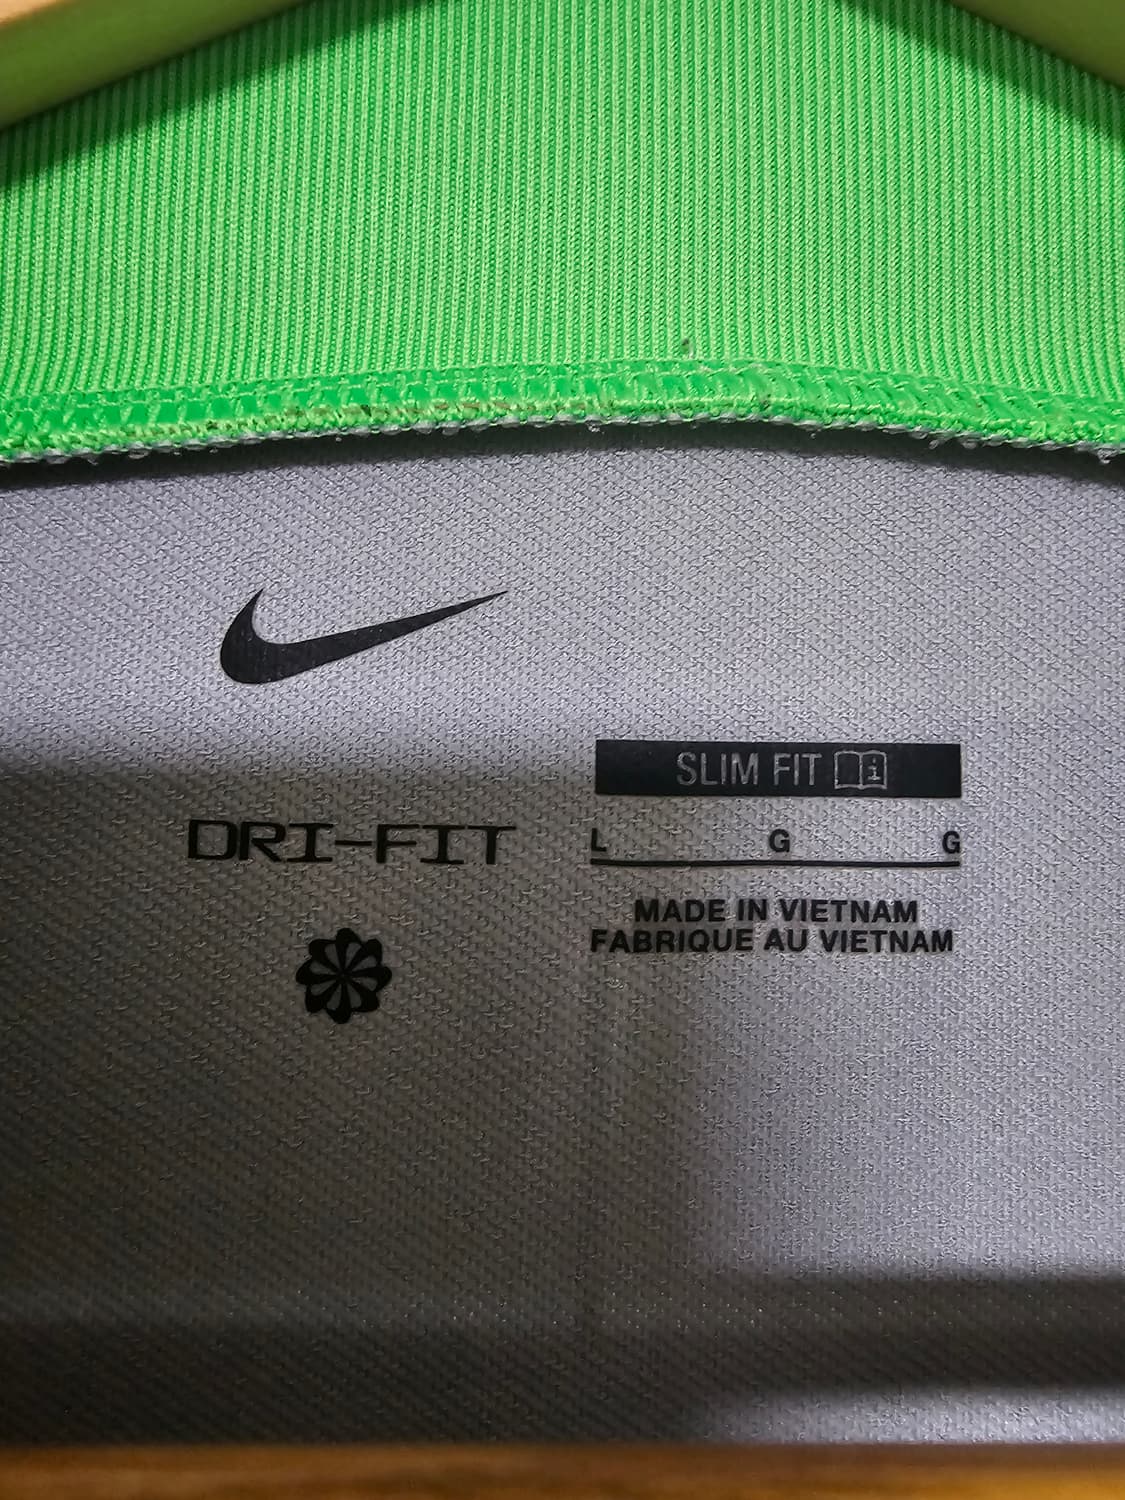 SLIM FIT i
DRI-FIT
L G G
MADE IN VIETNAM
FABRIQUE AU VIETNAM